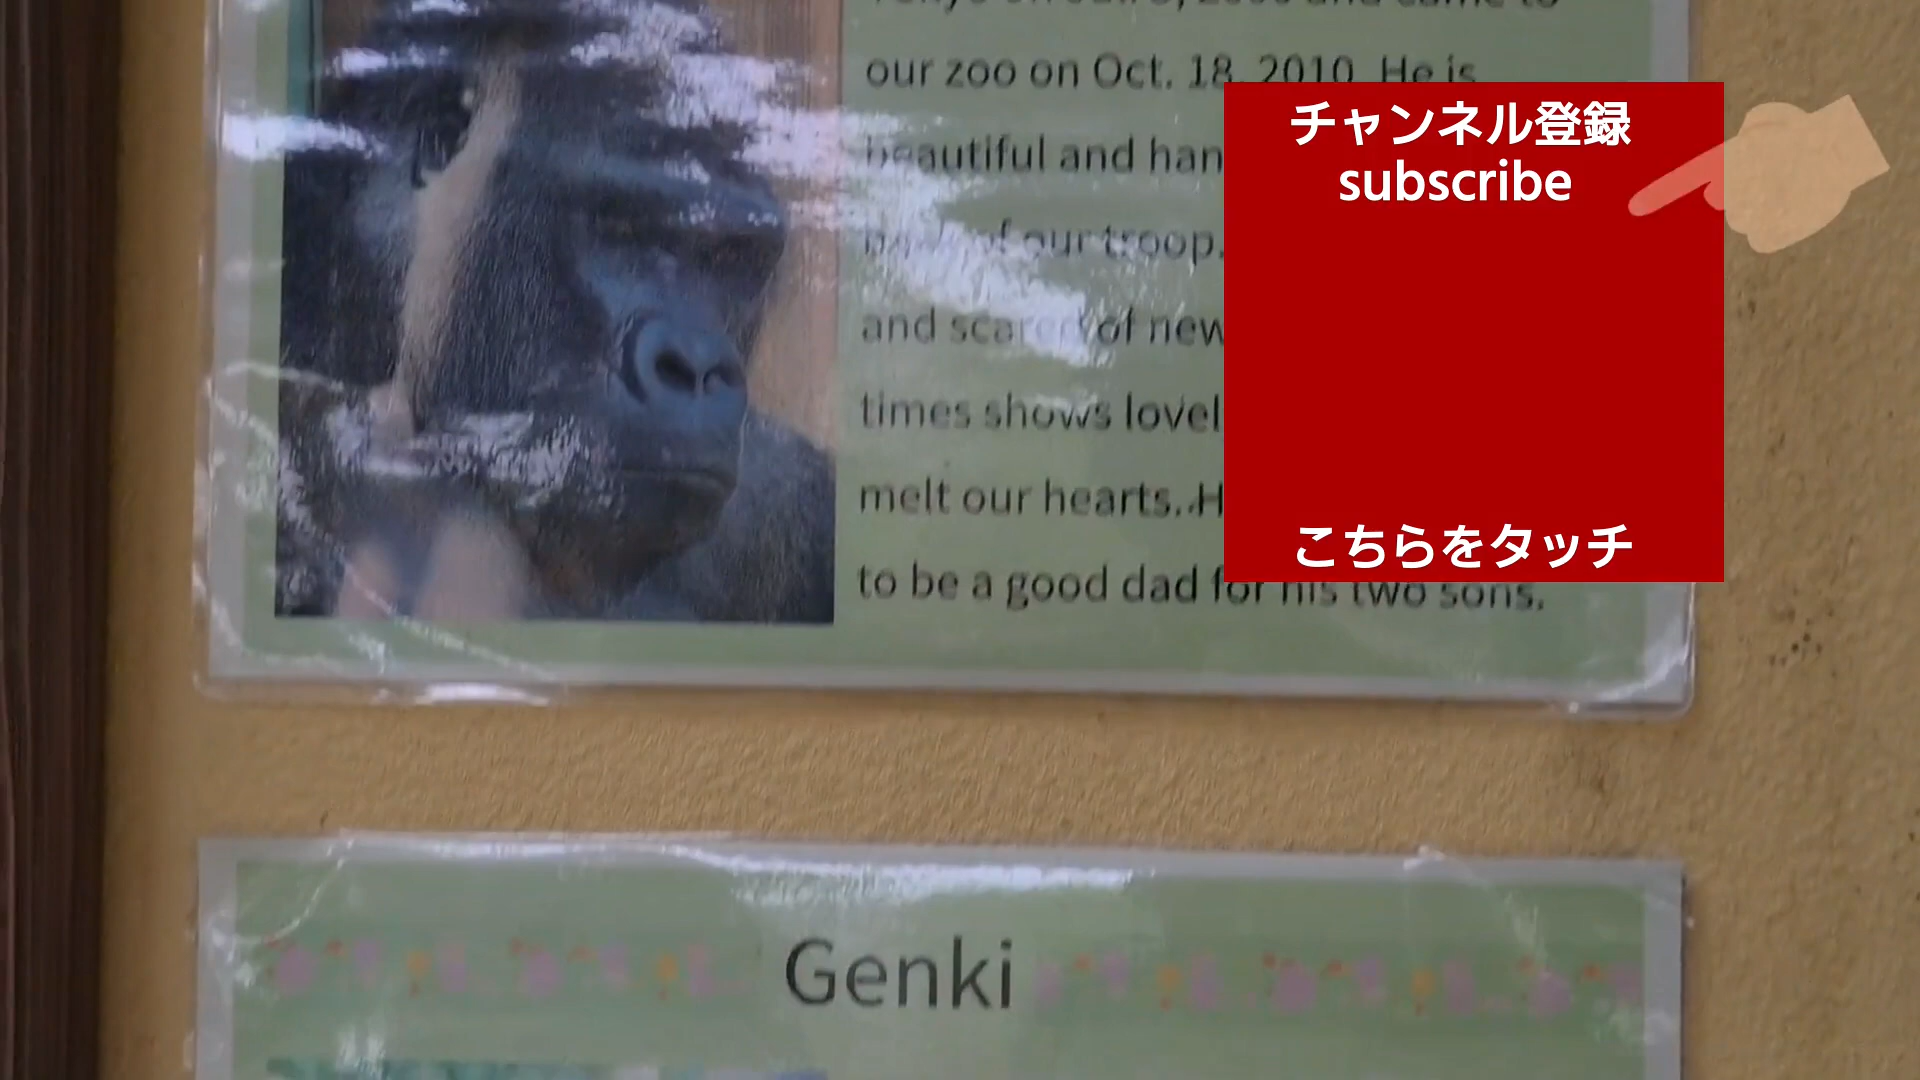 our zoo on Oct. 18, 2010. He is
beautiful and han
of our troop.
and scared of new
times shows lovel
melt our hearts. H
to be a good dad for his two sons.
チャンネル登録
subscribe
こちらをタッチ
Genki